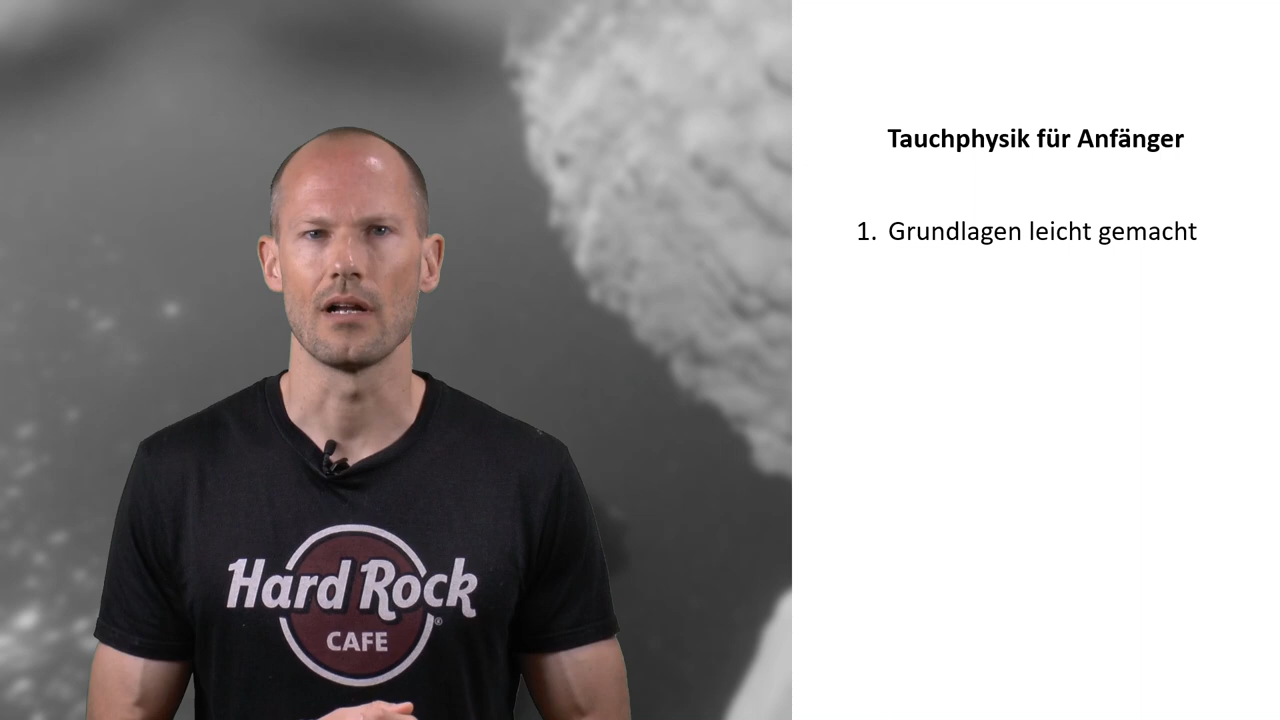 Tauchphysik für Anfänger
1. Grundlagen leicht gemacht
Hard Rock
®
CAFE